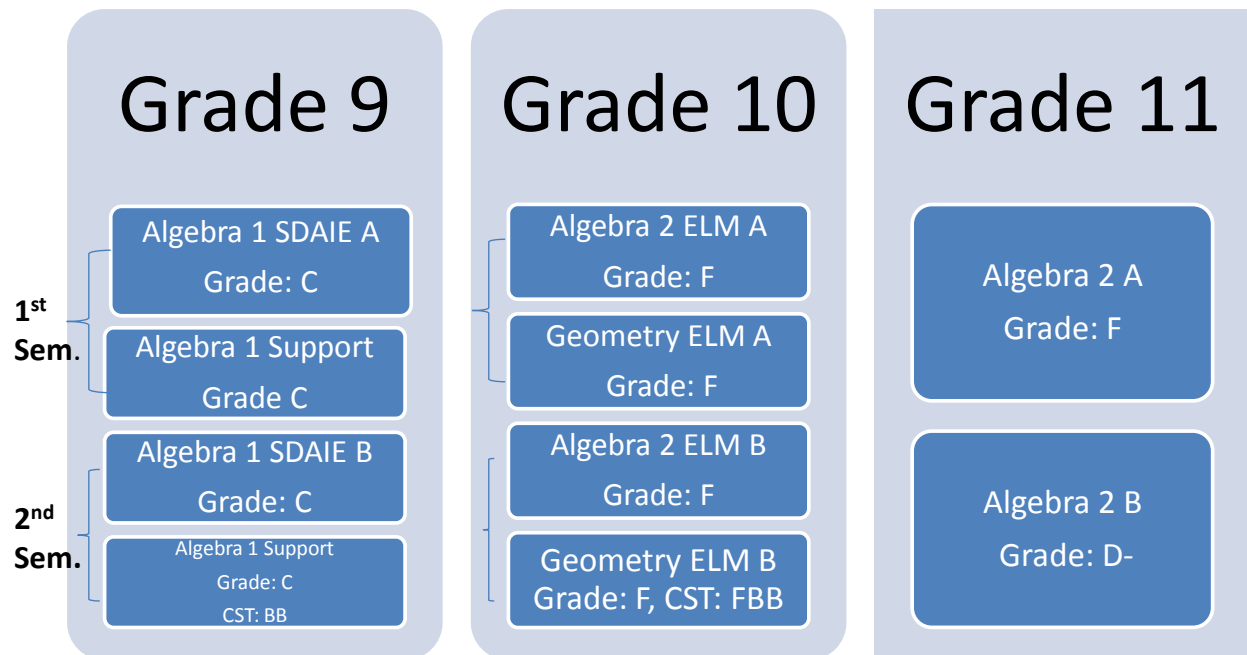 Grade 9
Algebra 1 SDAIE A
Grade: C
1st
Sem.
Algebra 1 Support
Grade C
Algebra 1 SDAIE B
Grade: C
2nd
Sem.
Algebra 1 Support
Grade: C
CST: BB
Grade 10
Algebra 2 ELM A
Grade: F
Geometry ELM A
Grade: F
Algebra 2 ELM B
Grade: F
Geometry ELM B
Grade: F, CST: FBB
Grade 11
Algebra 2 A
Grade: F
Algebra 2 B
Grade: D-